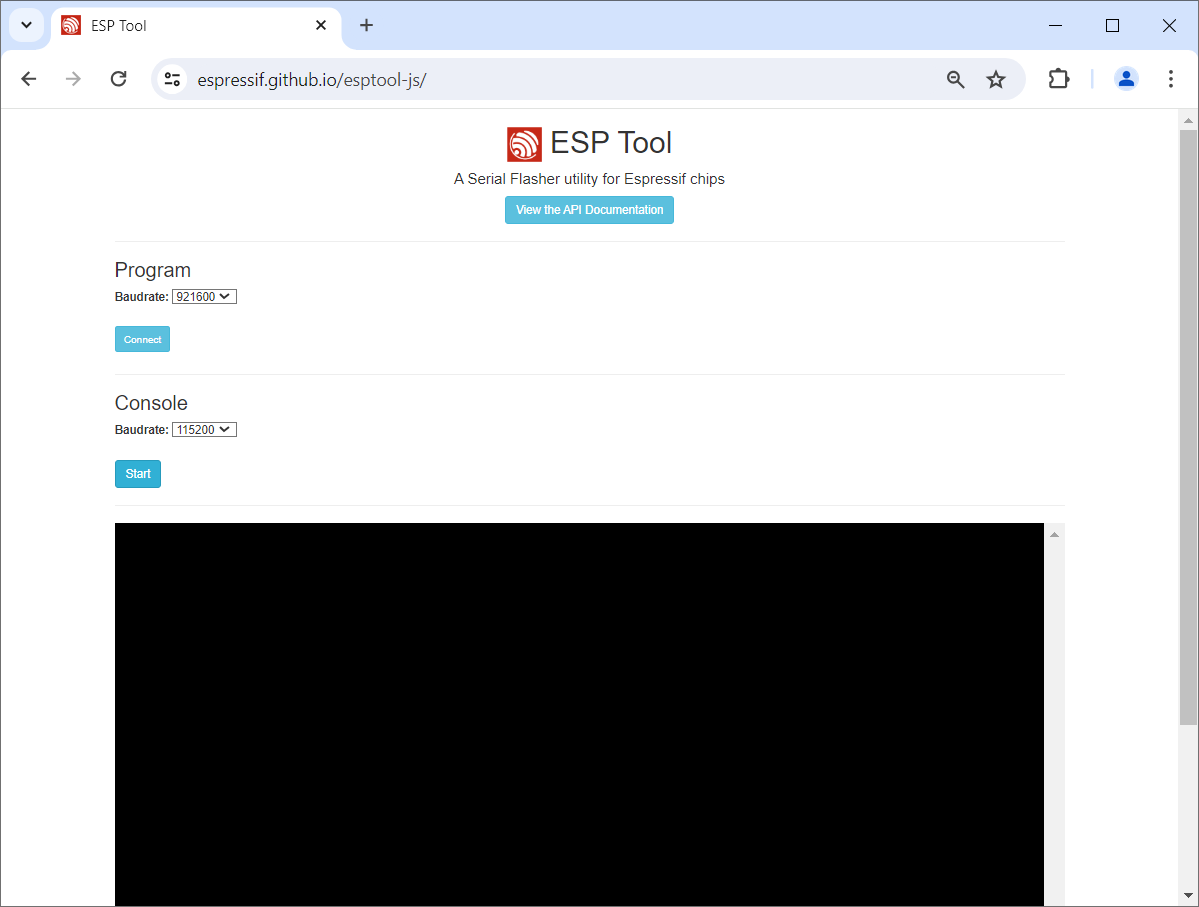 ESP Tool
espressif.github.io/esptool-js/
ESP Tool
A Serial Flasher utility for Espressif chips
View the API Documentation
Program
Baudrate: 921600
Connect
Console
Baudrate: 115200
Start